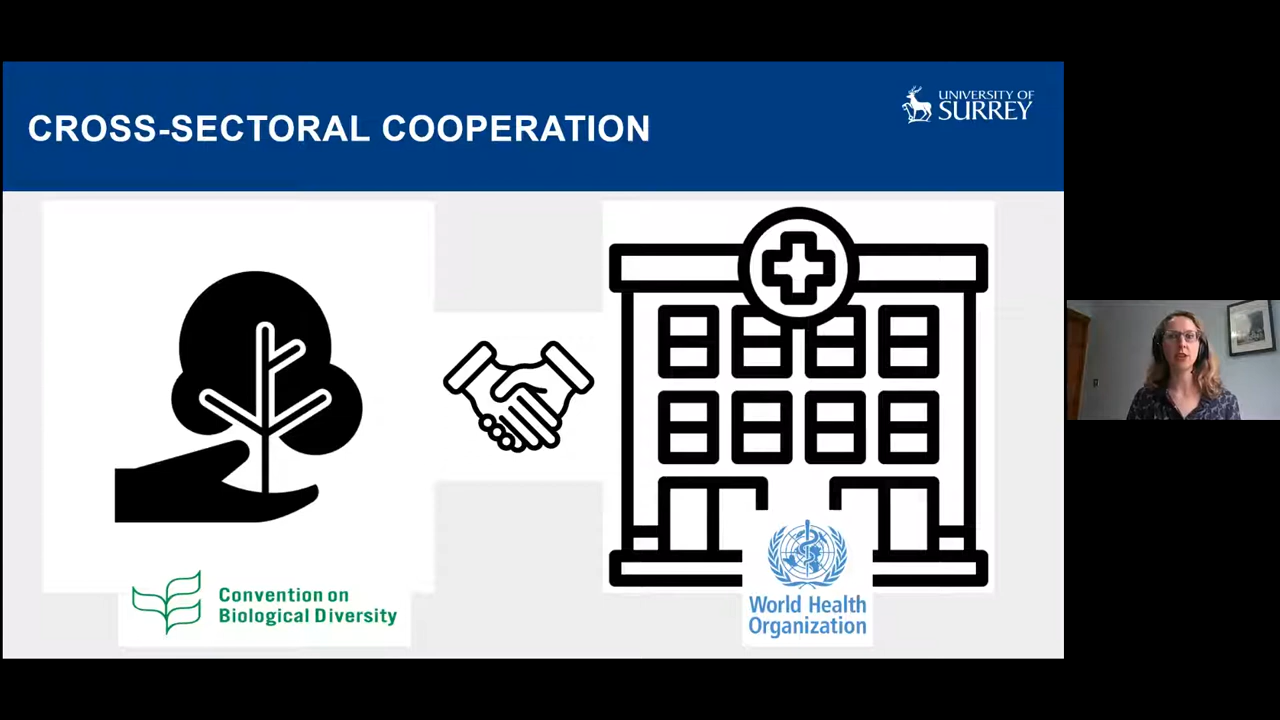 CROSS-SECTORAL COOPERATION
UNIVERSITY OF
SURREY
Convention on
Biological Diversity
World Health
Organization